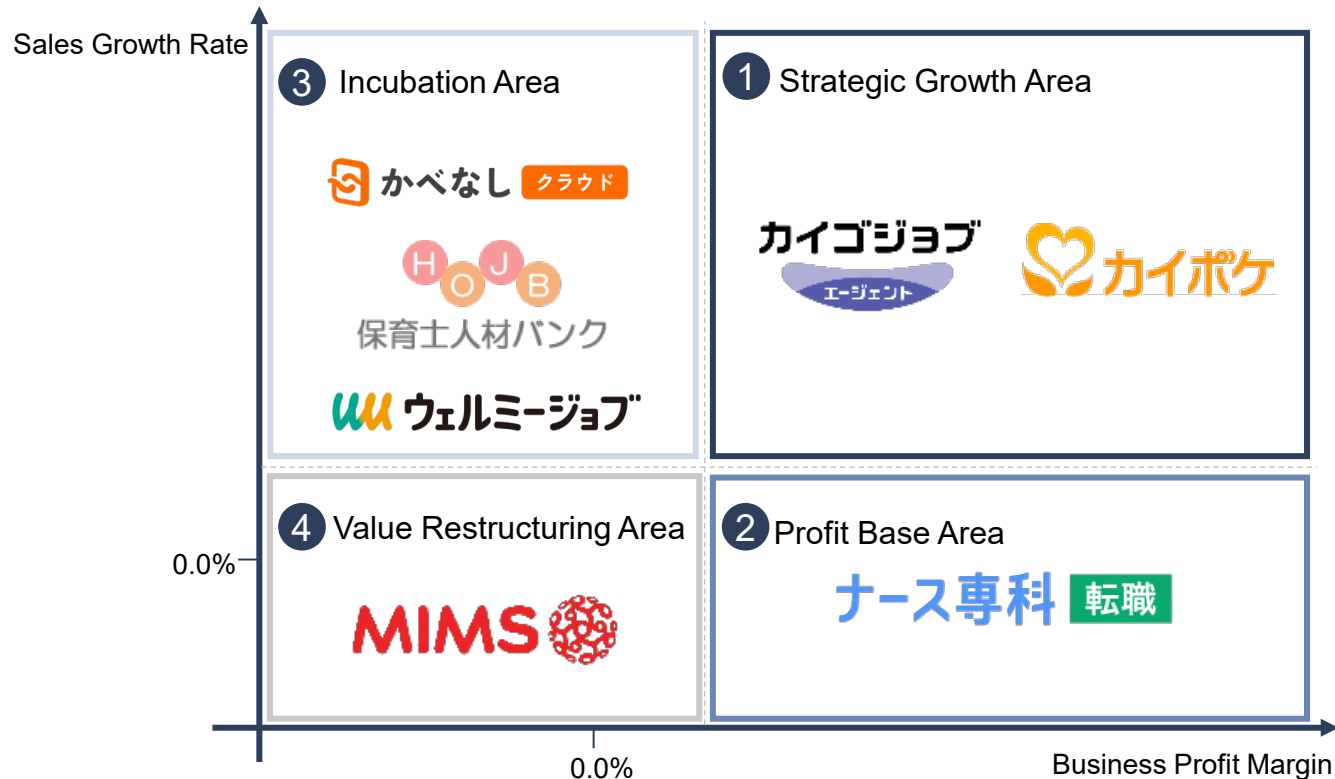 Sales Growth Rate
3 Incubation Area
かべなし クラウド
HOJB
保育士人材バンク
ウェルミージョブ
1 Strategic Growth Area
カイゴジョブ
エージェント
カイポケ
4 Value Restructuring Area
MIMS
2 Profit Base Area
ナース専科 転職
0.0%
0.0%
Business Profit Margin